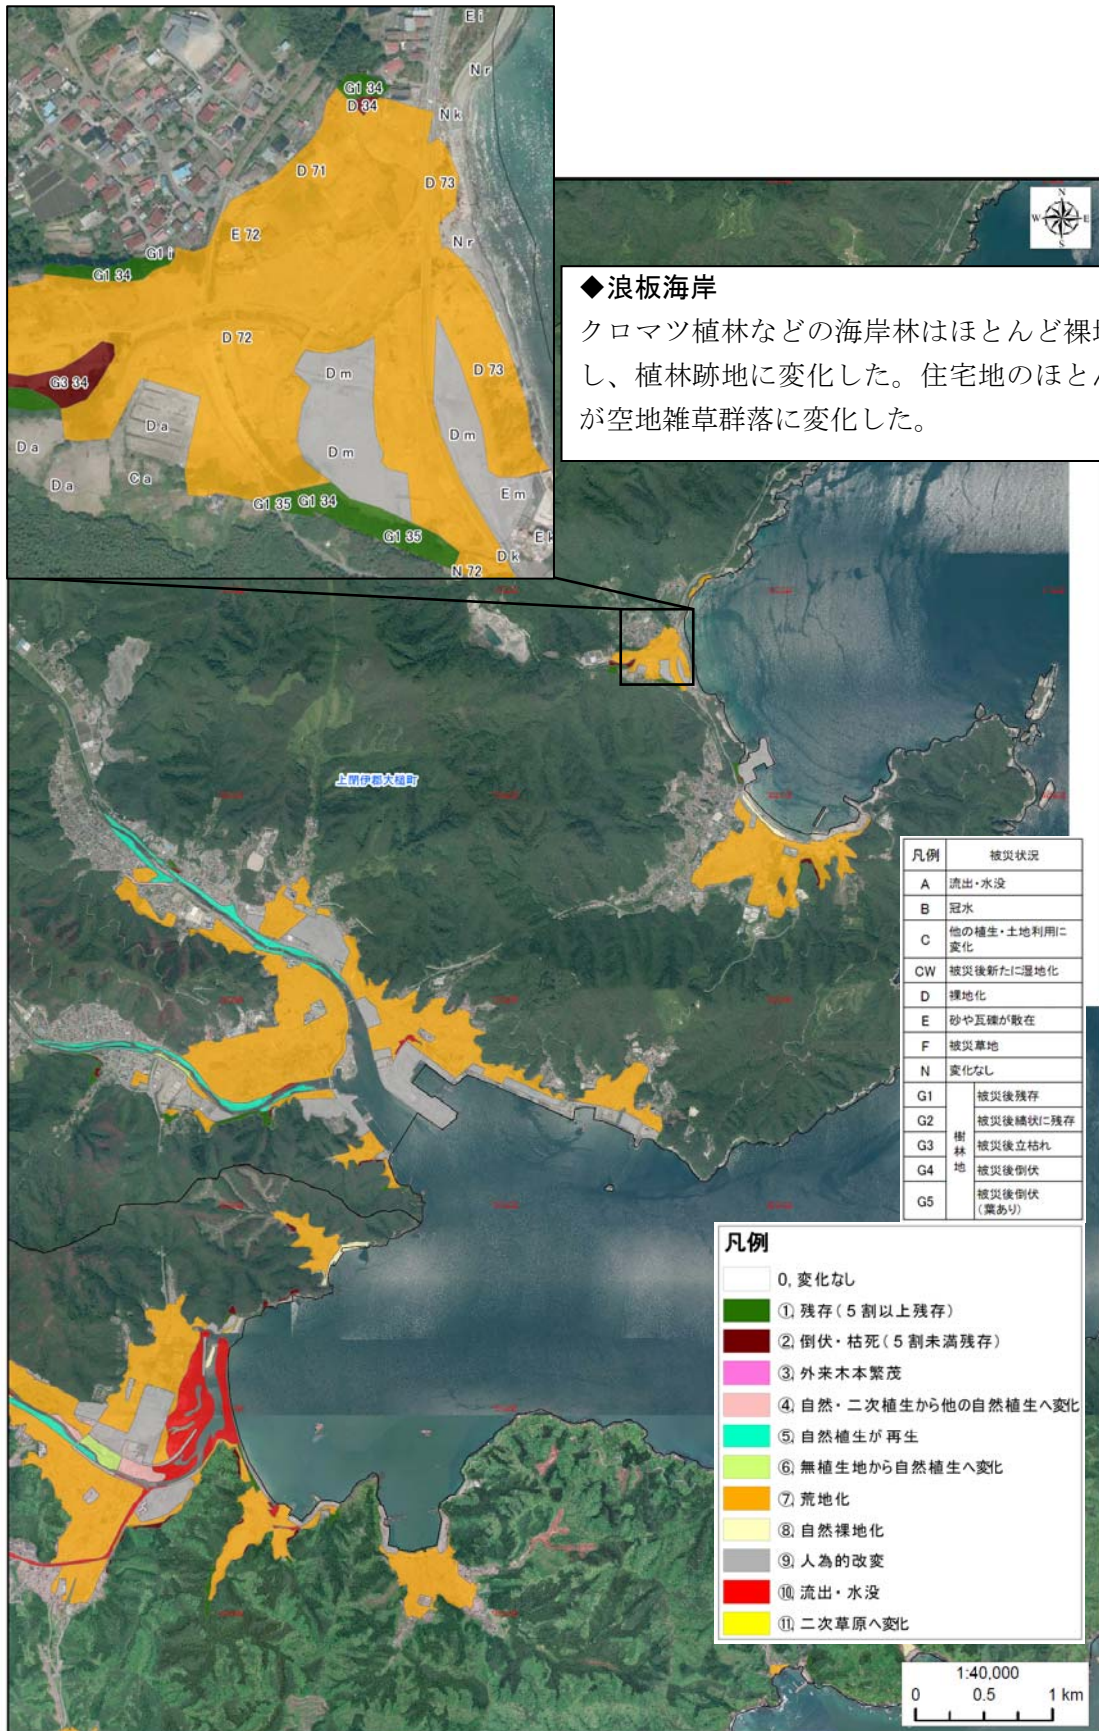 E i
N r
G1 34
D 34
N k
D 71
D 73
E 72
N r
G1 i
G1 34
D 72
D m
D 73
G3 34
D a
D m
D m
D a
D a
C a
E m
G1 35
G1 34
G1 35
E k
D k
N 72
N
W
E
S
◆浪板海岸
クロマツ植林などの海岸林はほとんど裸地
し、植林跡地に変化した。住宅地のほとん
が空地雑草群落に変化した。
上閉伊郡大槌町
凡例 被災状況
A 流出・水没
B 冠水
C 他の植生・土地利用に
変化
CW 被災後新たに湿地化
D 裸地化
E 砂や瓦礫が散在
F 被災草地
N 変化なし
樹林地
G1 被災後残存
G2 被災後縞状に残存
G3 被災後立枯れ
G4 被災後倒伏
G5 被災後倒伏
(葉あり)
凡例
0, 変化なし
①, 残存(5割以上残存)
②, 倒伏・枯死(5割未満残存)
③, 外来木本繁茂
④, 自然・二次植生から他の自然植生へ変化
⑤, 自然植生が再生
⑥, 無植生地から自然植生へ変化
⑦, 荒地化
⑧, 自然裸地化
⑨, 人為的改変
⑩, 流出・水没
⑪, 二次草原へ変化
1:40,000
0 0.5 1 km